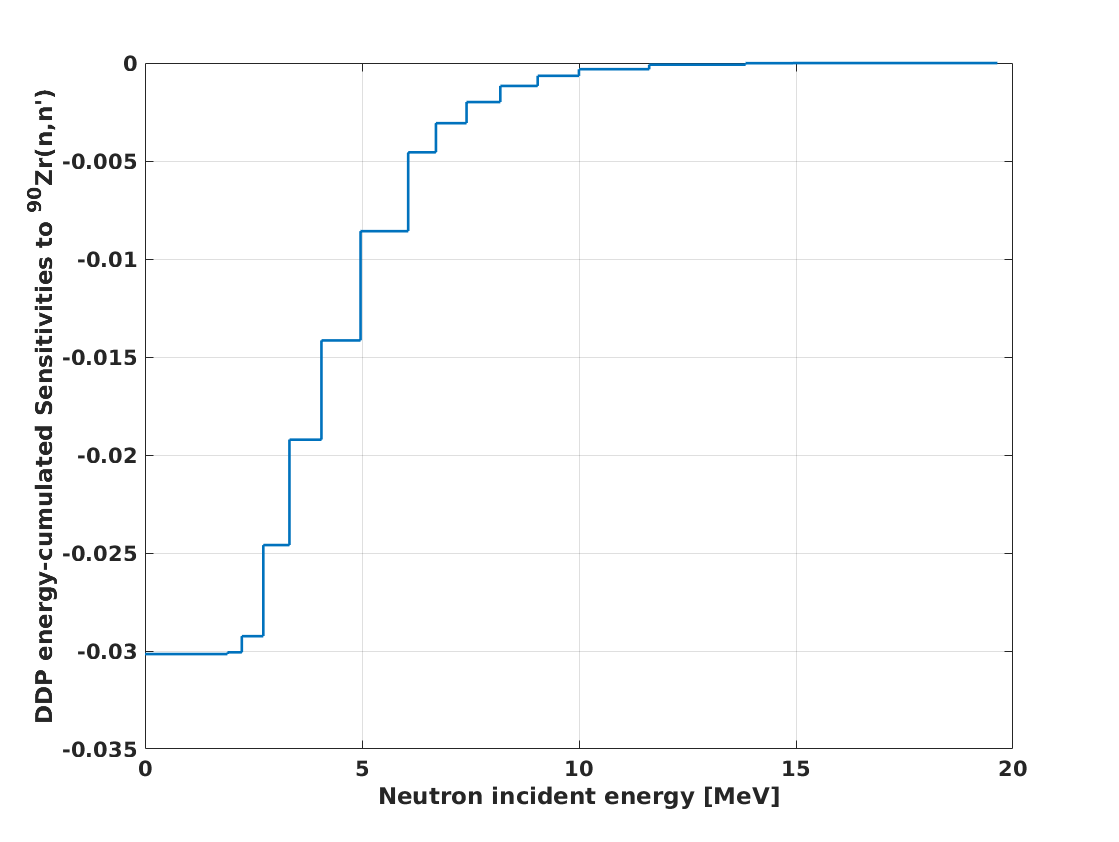 0
-0.005
-0.01
-0.015
-0.02
-0.025
-0.03
-0.035
DDP energy-cumulated Sensitivities to ⁹⁰Zr(n,n')
0 5 10 15 20
Neutron incident energy [MeV]